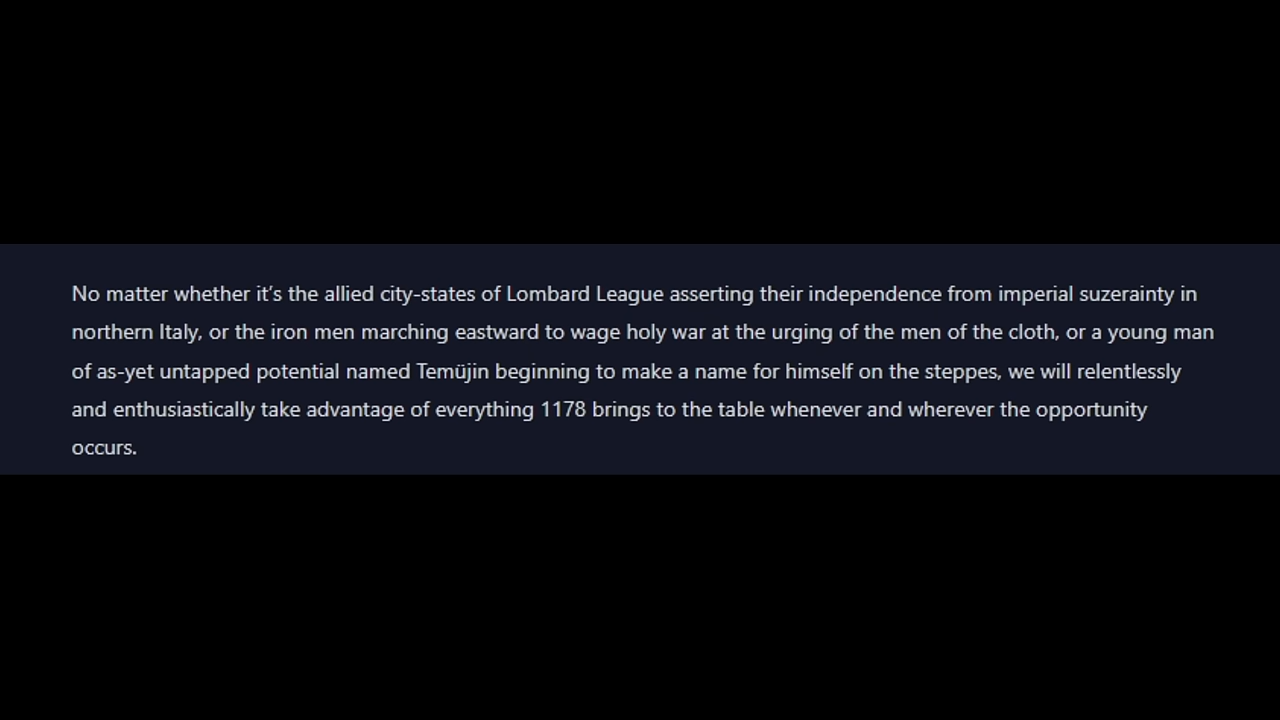 No matter whether it’s the allied city-states of Lombard League asserting their independence from imperial suzerainty in
northern Italy, or the iron men marching eastward to wage holy war at the urging of the men of the cloth, or a young man
of as-yet untapped potential named Temüjin beginning to make a name for himself on the steppes, we will relentlessly
and enthusiastically take advantage of everything 1178 brings to the table whenever and wherever the opportunity
occurs.